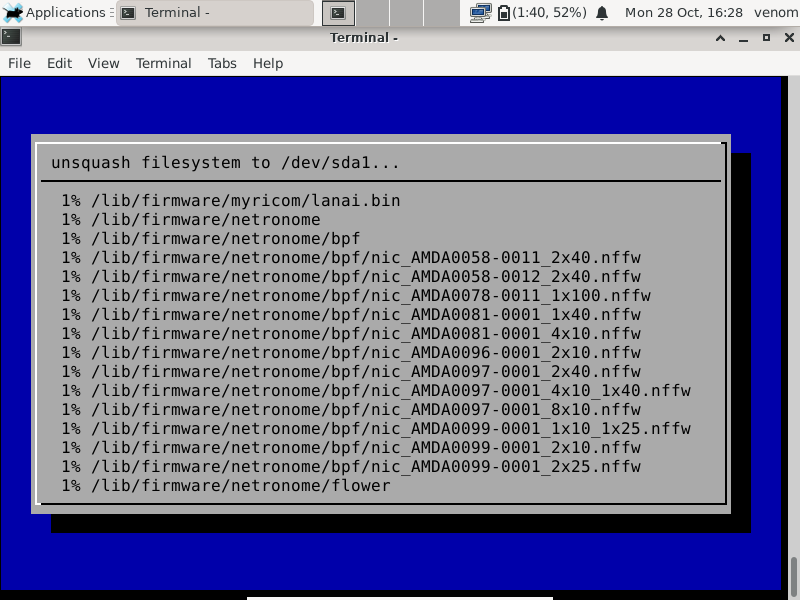 Applications
Terminal -
(1:40, 52%)
Mon 28 Oct, 16:28
venom
Terminal -
File Edit View Terminal Tabs Help
unsquash filesystem to /dev/sda1...
1% /lib/firmware/myricom/lanai.bin
1% /lib/firmware/netronome
1% /lib/firmware/netronome/bpf
1% /lib/firmware/netronome/bpf/nic_AMDA0058-0011_2x40.nffw
1% /lib/firmware/netronome/bpf/nic_AMDA0058-0012_2x40.nffw
1% /lib/firmware/netronome/bpf/nic_AMDA0078-0011_1x100.nffw
1% /lib/firmware/netronome/bpf/nic_AMDA0081-0001_1x40.nffw
1% /lib/firmware/netronome/bpf/nic_AMDA0081-0001_4x10.nffw
1% /lib/firmware/netronome/bpf/nic_AMDA0096-0001_2x10.nffw
1% /lib/firmware/netronome/bpf/nic_AMDA0097-0001_2x40.nffw
1% /lib/firmware/netronome/bpf/nic_AMDA0097-0001_4x10_1x40.nffw
1% /lib/firmware/netronome/bpf/nic_AMDA0097-0001_8x10.nffw
1% /lib/firmware/netronome/bpf/nic_AMDA0099-0001_1x10_1x25.nffw
1% /lib/firmware/netronome/bpf/nic_AMDA0099-0001_2x10.nffw
1% /lib/firmware/netronome/bpf/nic_AMDA0099-0001_2x25.nffw
1% /lib/firmware/netronome/flower